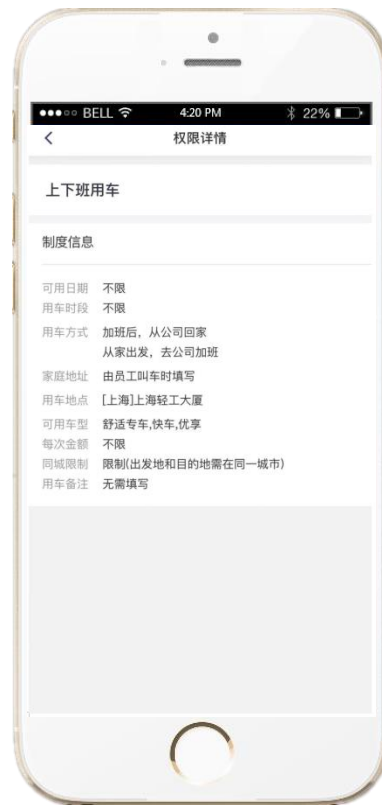 ●●●○○ BELL 4:20 PM 22%
权限详情
上下班用车
制度信息
可用日期 不限
用车时段 不限
用车方式 加班后，从公司回家
从家出发，去公司加班
家庭地址 由员工叫车时填写
用车地点 [上海]上海轻工大厦
可用车型 舒适专车,快车,优享
每次金额 不限
同城限制 限制(出发地和目的地需在同一城市)
用车备注 无需填写